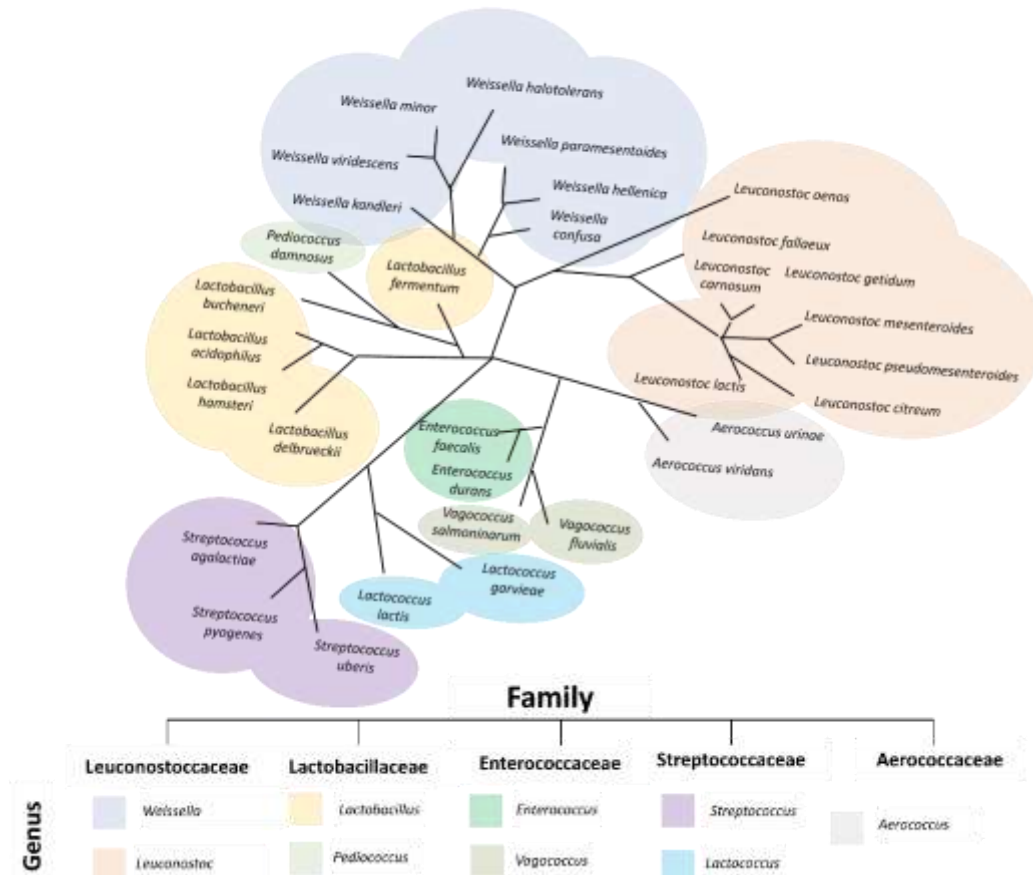 Weissella halotolerans
Weissella minor
Weissella paramesentoides
Weissella viridescens
Weissella hellenica
Weissella kandleri
Weissella
confusa
Leuconostoc oenos
Pediococcus
damnosus
Leuconostoc fallaeux
Lactobacillus
fermentum
Leuconostoc
carnosum
Leuconostoc getidum
Lactobacillus
bucheneri
Leuconostoc mesenteroides
Lactobacillus
acidophilus
Leuconostoc pseudomesenteroides
Lactobacillus
hamsteri
Leuconostoc lactis
Leuconostoc citreum
Lactobacillus
delbrueckii
Enterococcus
faecalis
Aerococcus urinae
Enterococcus
durans
Aerococcus viridans
Vagococcus
salmoninarum
Vagococcus
fluvialis
Streptococcus
agalactiae
Lactococcus
garvieae
Lactococcus
lactis
Streptococcus
pyogenes
Streptococcus
uberis
Family
Leuconostoccaceae
Lactobacillaceae
Enterococcaceae
Streptococcaceae
Aerococcaceae
Genus
Weissella
Lactobacillus
Enterococcus
Streptococcus
Aerococcus
Leuconostoc
Pediococcus
Vagococcus
Lactococcus